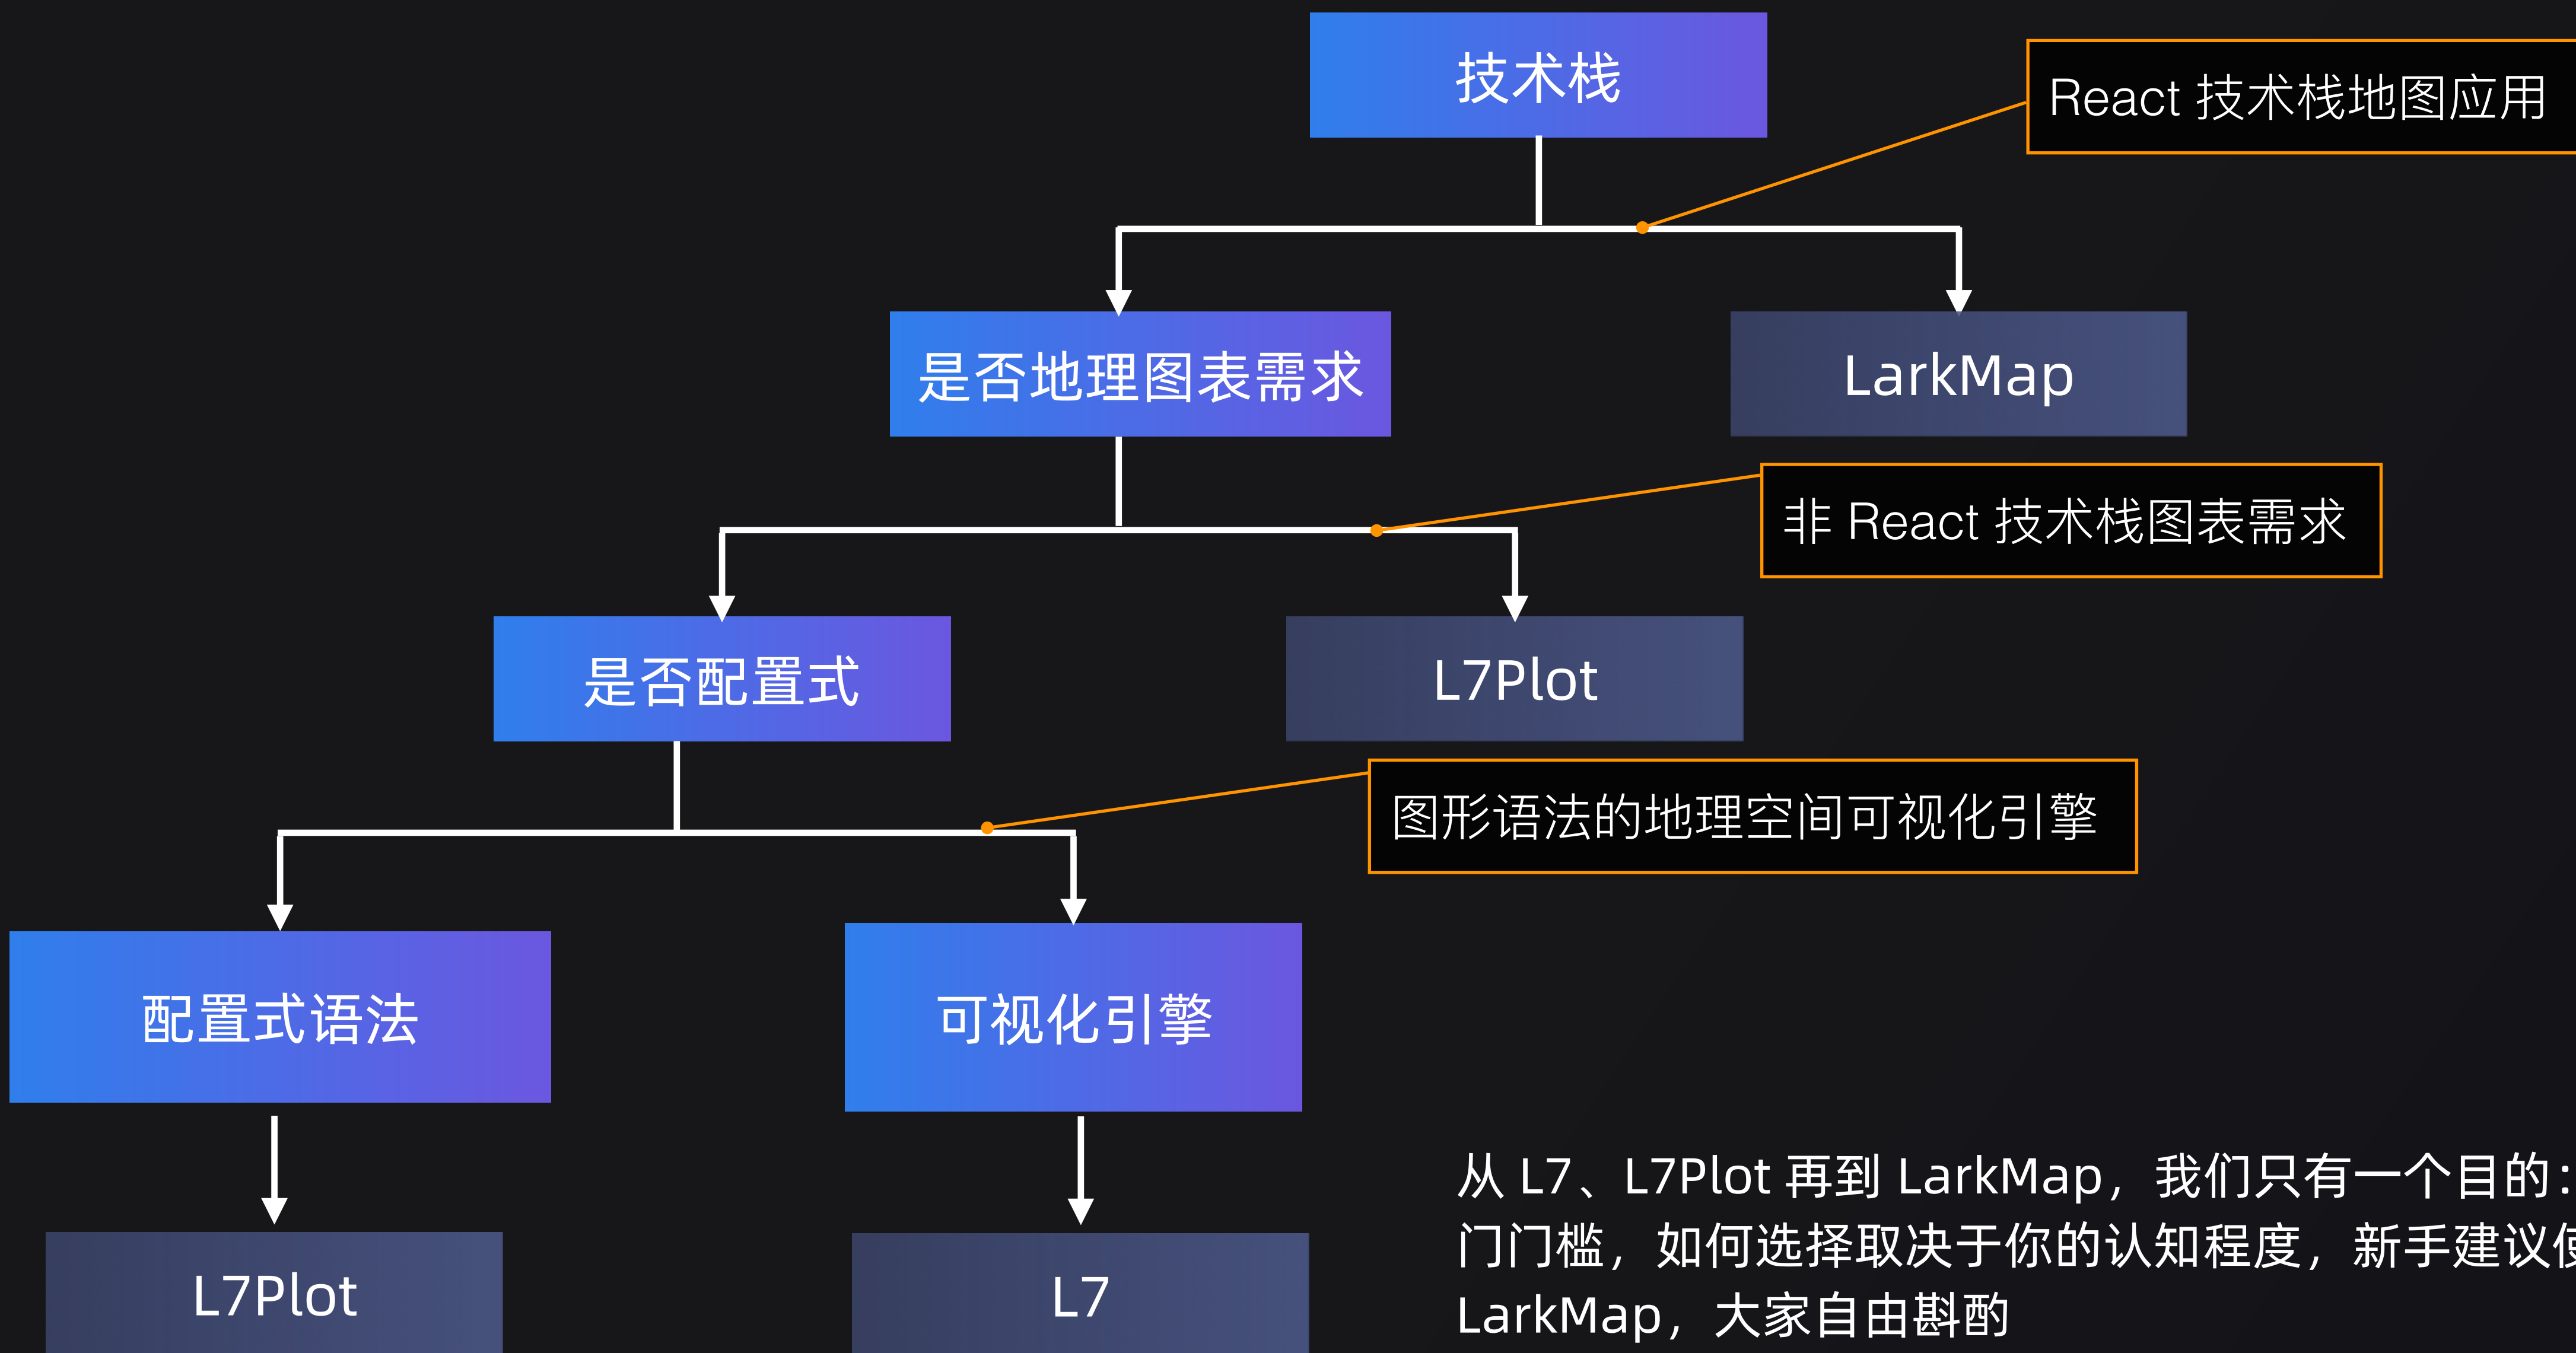 技术栈
React 技术栈地图应用
是否地理图表需求
LarkMap
非 React 技术栈图表需求
是否配置式
L7Plot
图形语法的地理空间可视化引擎
配置式语法
可视化引擎
L7Plot
L7
从 L7、L7Plot 再到 LarkMap，我们只有一个目的：
门门槛，如何选择取决于你的认知程度，新手建议
LarkMap，大家自由斟酌